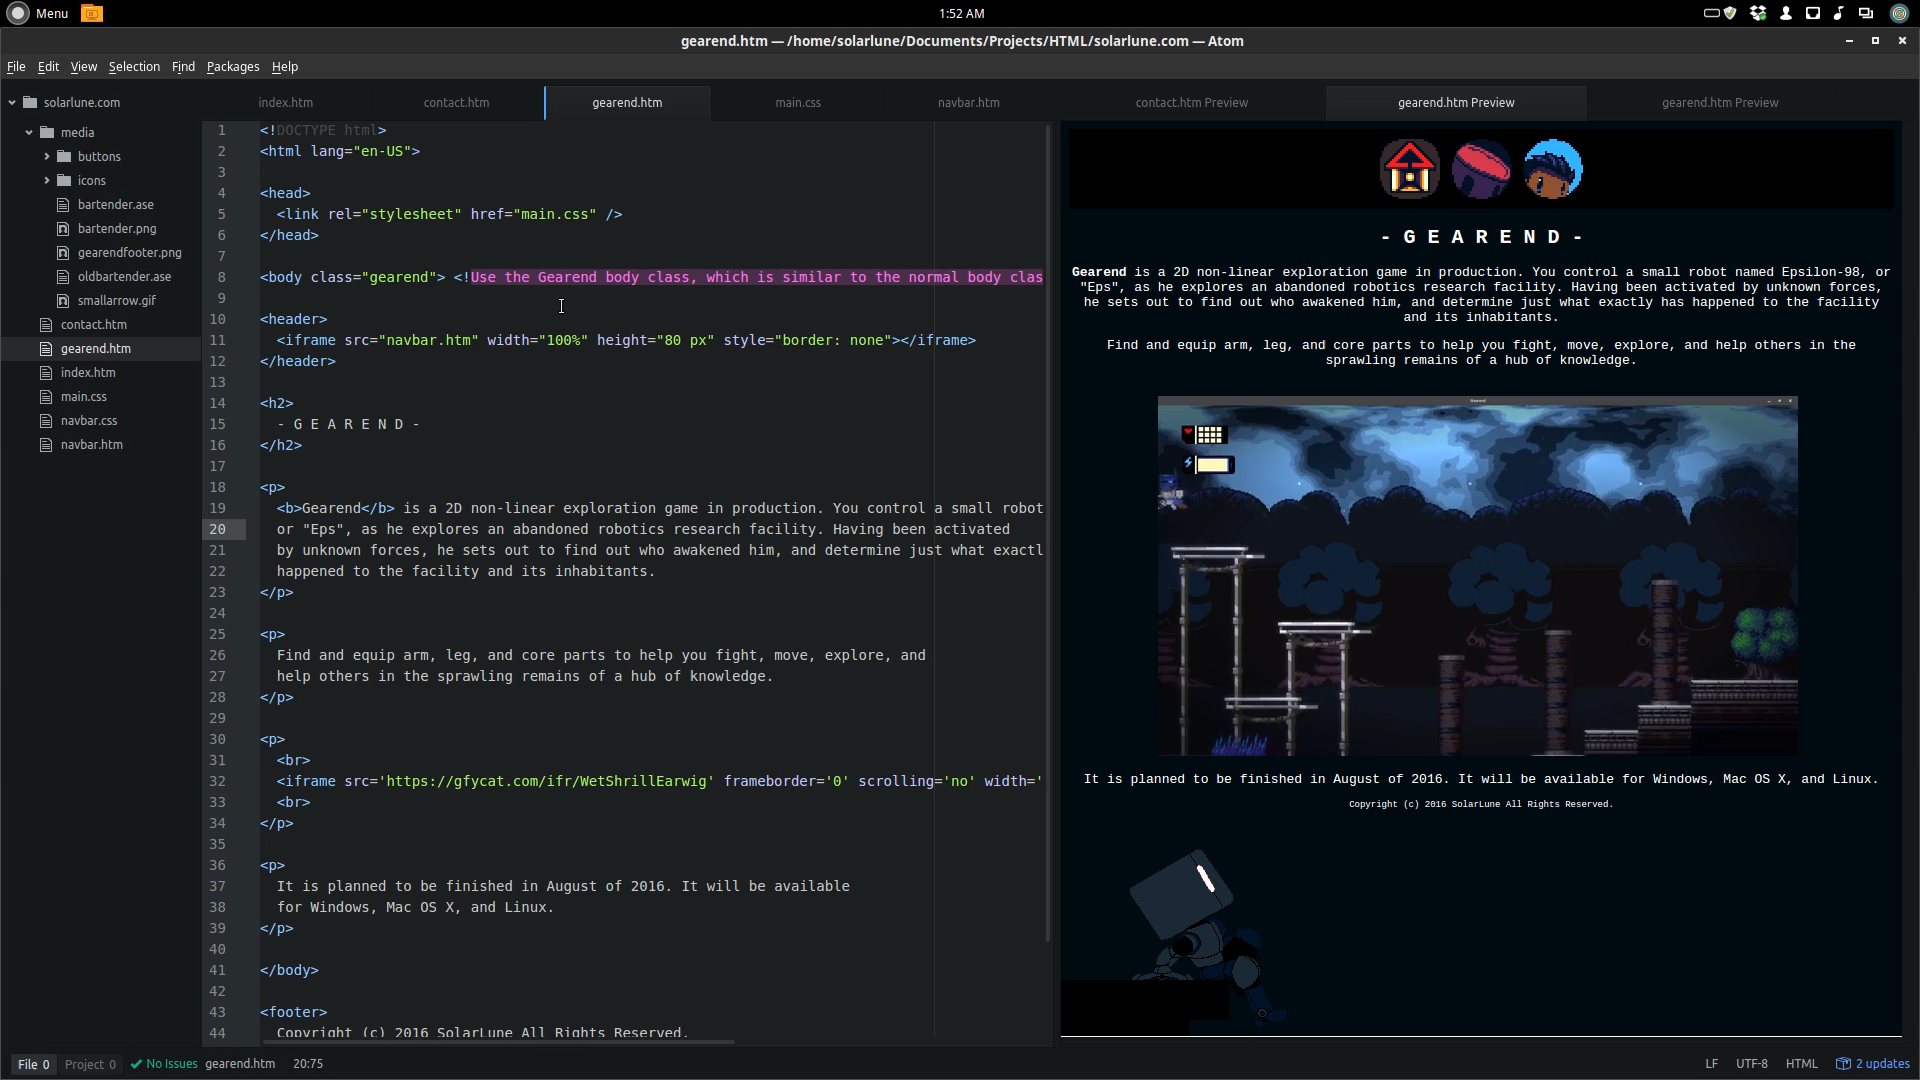 Menu
1:52 AM
gearend.htm — /home/solarlune/Documents/Projects/HTML/solarlune.com — Atom
File Edit View Selection Find Packages Help
solarlune.com
media
buttons
icons
bartender.ase
bartender.png
gearendfooter.png
oldbartender.ase
smallarrow.gif
contact.htm
gearend.htm
index.htm
main.css
navbar.css
navbar.htm
index.htm contact.htm gearend.htm main.css navbar.htm
1 <!DOCTYPE html>
2 <html lang="en-US">
3
4 <head>
5 <link rel="stylesheet" href="main.css" />
6 </head>
7
8 <body class="gearend"> <!Use the Gearend body class, which is similar to the normal body clas
9
10 <header>
11 <iframe src="navbar.htm" width="100%" height="80 px" style="border: none"></iframe>
12 </header>
13
14 <h2>
15 - G E A R E N D -
16 </h2>
17
18 <p>
19 <b>Gearend</b> is a 2D non-linear exploration game in production. You control a small robot
20 or "Eps", as he explores an abandoned robotics research facility. Having been activated
21 by unknown forces, he sets out to find out who awakened him, and determine just what exactl
22 happened to the facility and its inhabitants.
23 </p>
24
25 <p>
26 Find and equip arm, leg, and core parts to help you fight, move, explore, and
27 help others in the sprawling remains of a hub of knowledge.
28 </p>
29
30 <p>
31 <br>
32 <iframe src='https://gfycat.com/ifr/WetShrillEarwig' frameborder='0' scrolling='no' width='
33 <br>
34 </p>
35
36 <p>
37 It is planned to be finished in August of 2016. It will be available
38 for Windows, Mac OS X, and Linux.
39 </p>
40
41 </body>
42
43 <footer>
44 Copyright (c) 2016 SolarLune All Rights Reserved.
contact.htm Preview gearend.htm Preview gearend.htm Preview
- G E A R E N D -
Gearend is a 2D non-linear exploration game in production. You control a small robot named Epsilon-98, or
"Eps", as he explores an abandoned robotics research facility. Having been activated by unknown forces,
he sets out to find out who awakened him, and determine just what exactly has happened to the facility
and its inhabitants.
Find and equip arm, leg, and core parts to help you fight, move, explore, and help others in the
sprawling remains of a hub of knowledge.
Gearend
It is planned to be finished in August of 2016. It will be available for Windows, Mac OS X, and Linux.
Copyright (c) 2016 SolarLune All Rights Reserved.
File 0 Project 0 No Issues gearend.htm 20:75
LF UTF-8 HTML 2 updates